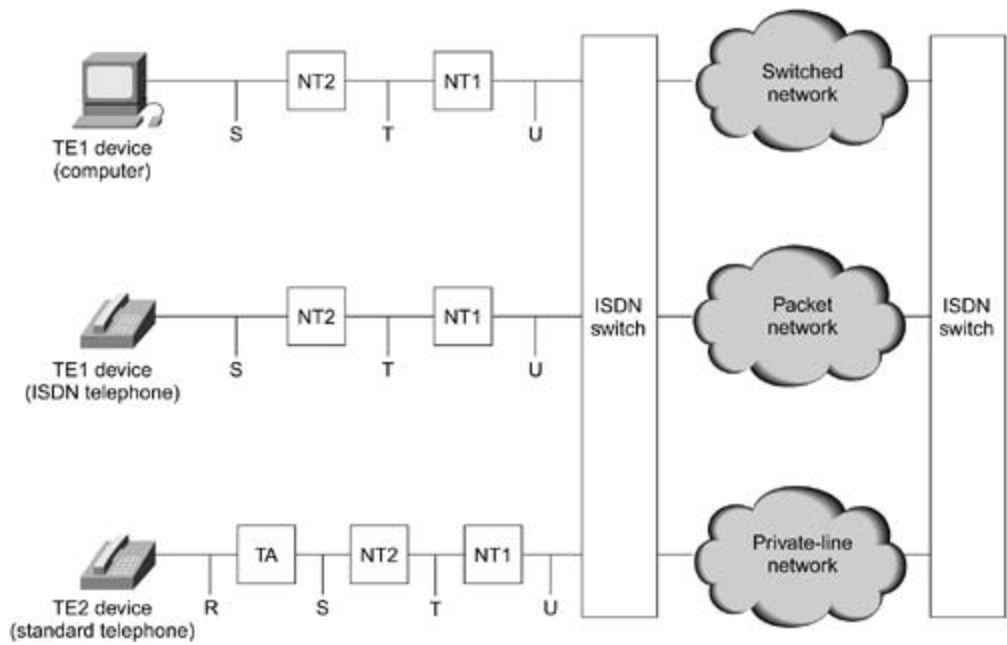 NT2
NT1
Switched
network
S
T
U
TE1 device
(computer)
NT2
NT1
ISDN
switch
Packet
network
ISDN
switch
S
T
U
TE1 device
(ISDN telephone)
TA
NT2
NT1
Private-line
network
TE2 device
(standard telephone)
R
S
T
U